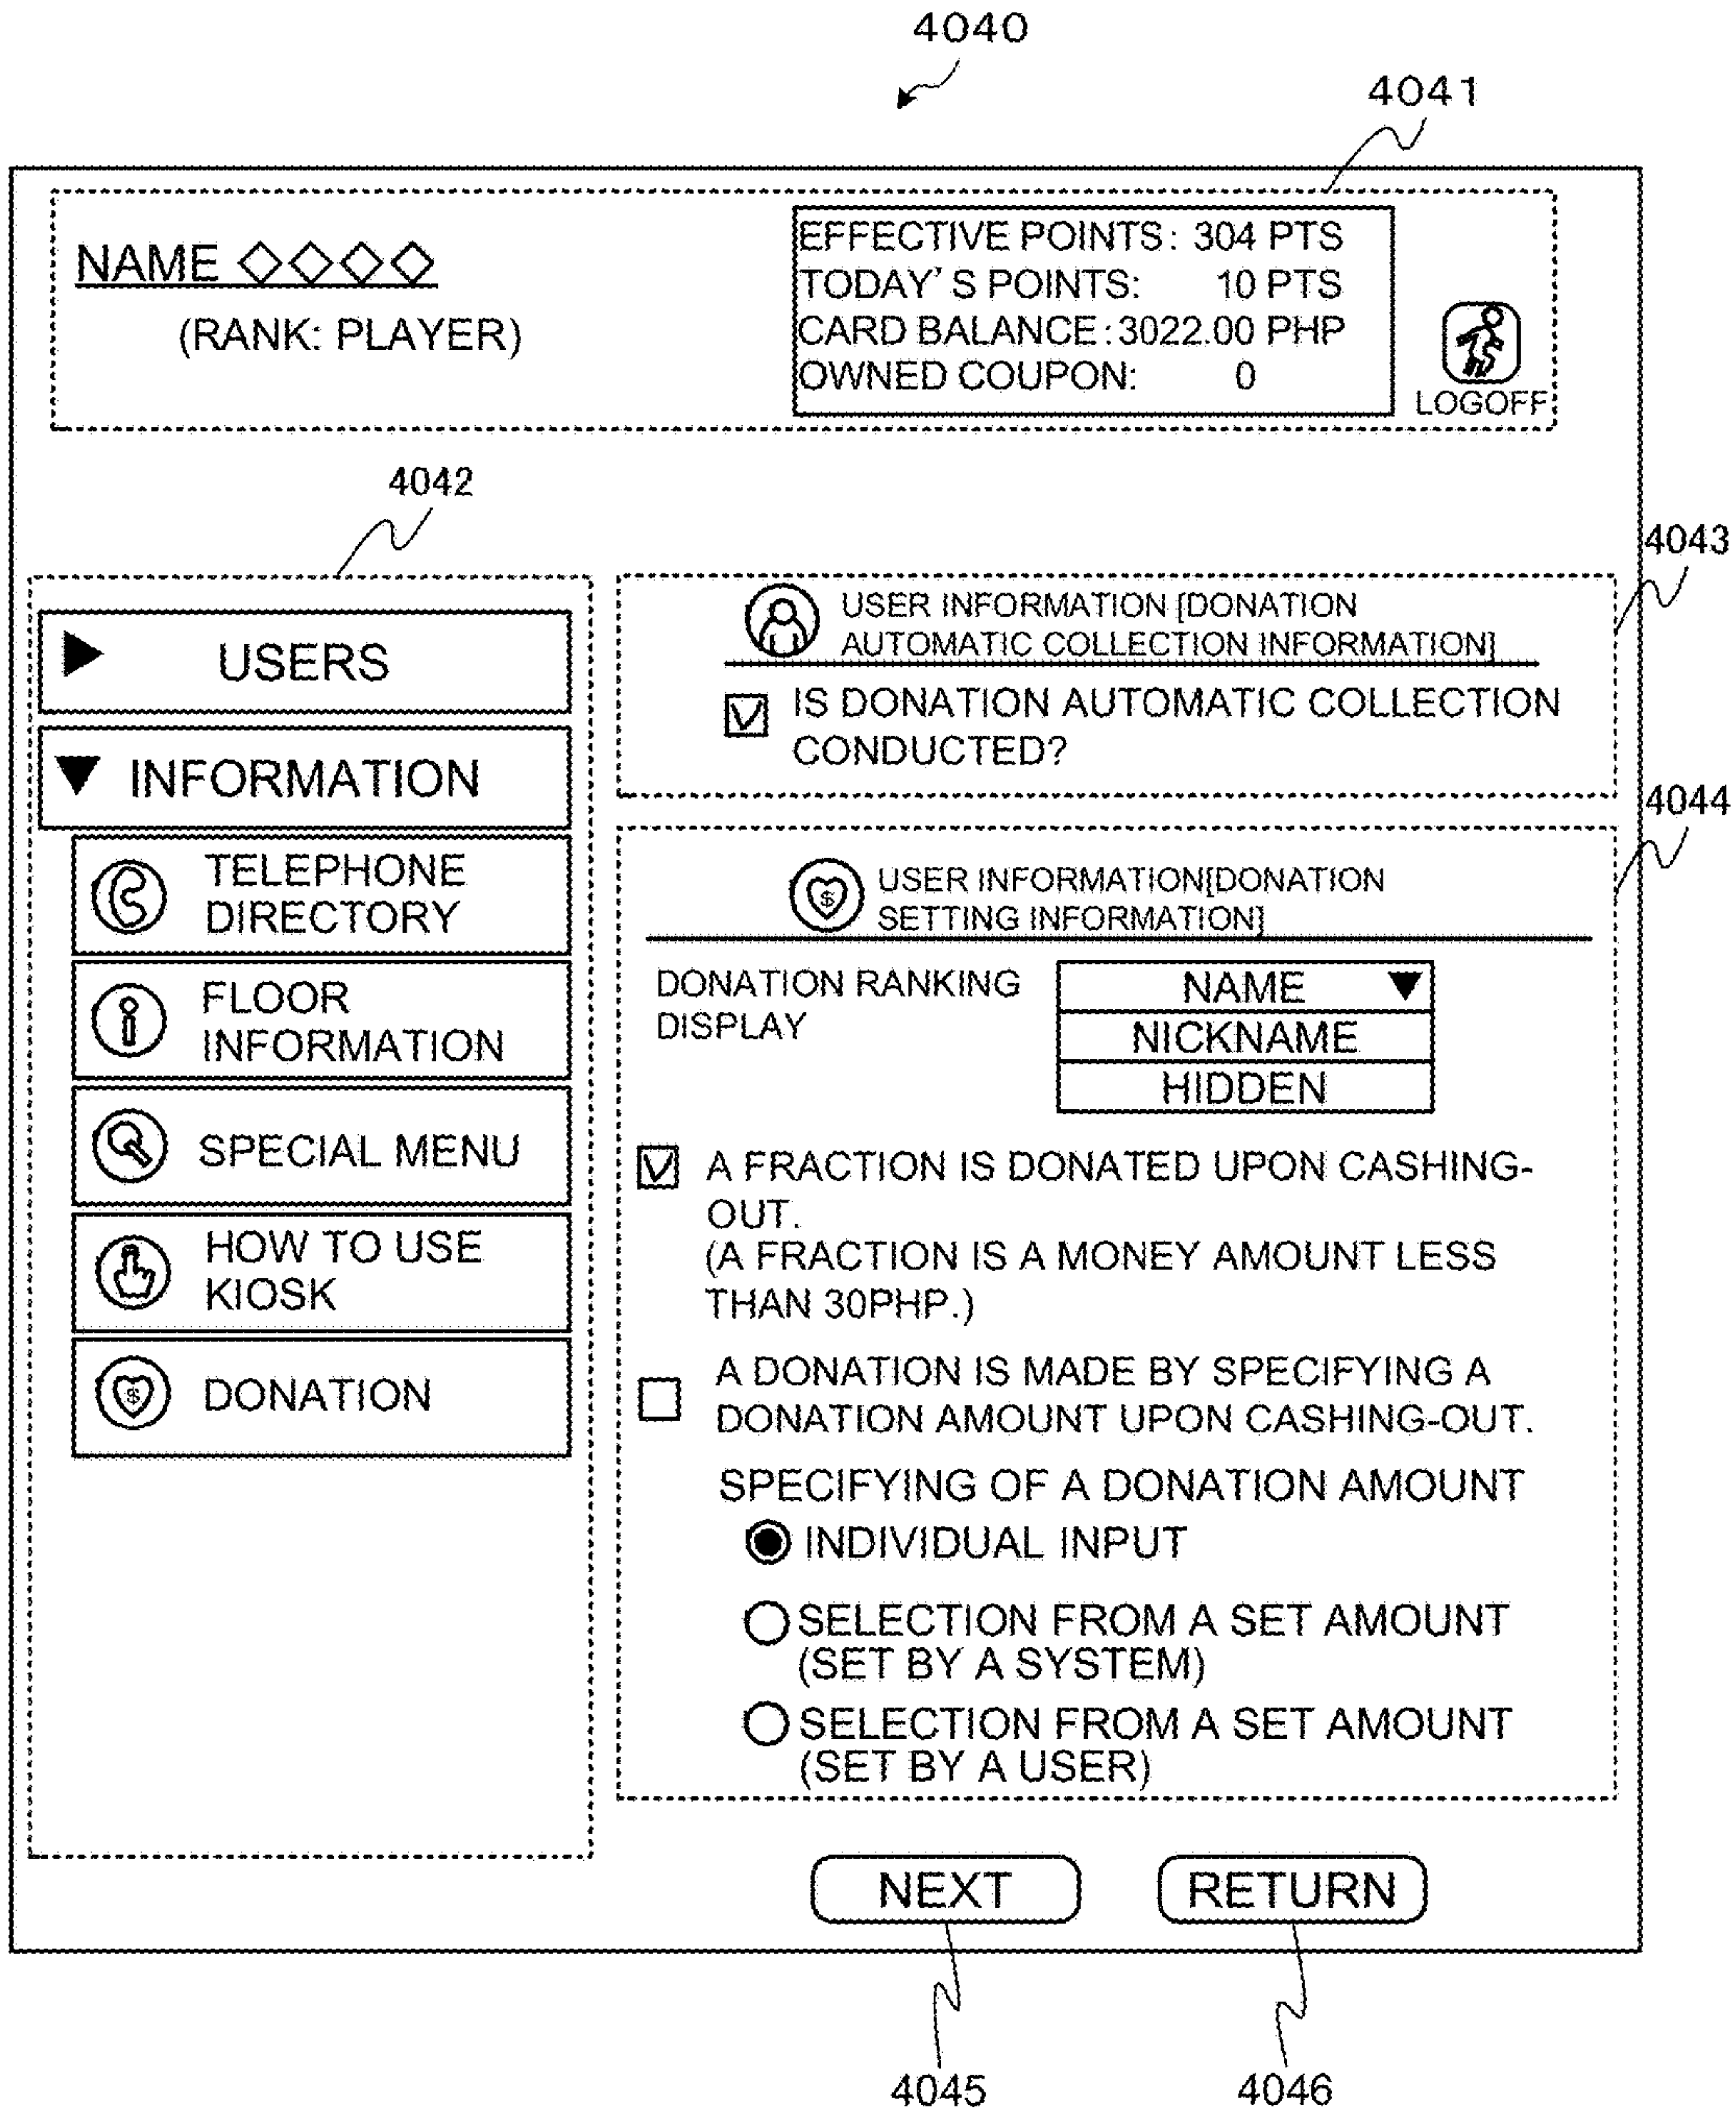 4040
4041
NAME ◇◇◇◇
(RANK: PLAYER)
EFFECTIVE POINTS: 304 PTS
TODAY'S POINTS: 10 PTS
CARD BALANCE: 3022.00 PHP
OWNED COUPON: 0
LOGOFF
4042
USERS
INFORMATION
TELEPHONE
DIRECTORY
FLOOR
INFORMATION
SPECIAL MENU
HOW TO USE
KIOSK
$ DONATION
4043
USER INFORMATION [DONATION
AUTOMATIC COLLECTION INFORMATION]
IS DONATION AUTOMATIC COLLECTION
CONDUCTED?
4044
$ USER INFORMATION[DONATION
SETTING INFORMATION]
DONATION RANKING
DISPLAY
NAME
NICKNAME
HIDDEN
A FRACTION IS DONATED UPON CASHING-
OUT.
(A FRACTION IS A MONEY AMOUNT LESS
THAN 30PHP.)
A DONATION IS MADE BY SPECIFYING A
DONATION AMOUNT UPON CASHING-OUT.
SPECIFYING OF A DONATION AMOUNT
INDIVIDUAL INPUT
SELECTION FROM A SET AMOUNT
(SET BY A SYSTEM)
SELECTION FROM A SET AMOUNT
(SET BY A USER)
NEXT
RETURN
4045
4046